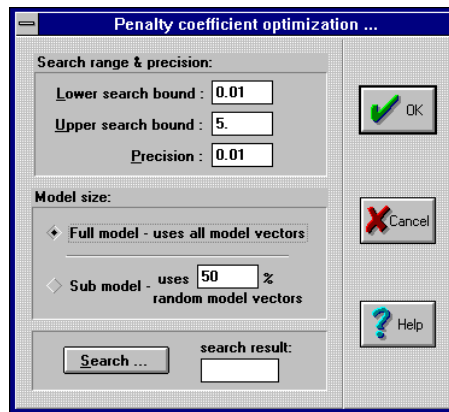 Penalty coefficient optimization ...
Search range & precision:
Lower search bound : 0.01
Upper search bound : 5.
Precision : 0.01
Model size:
Full model - uses all model vectors
Sub model - uses 50 %
random model vectors
Search ...
search result:
OK
Cancel
Help